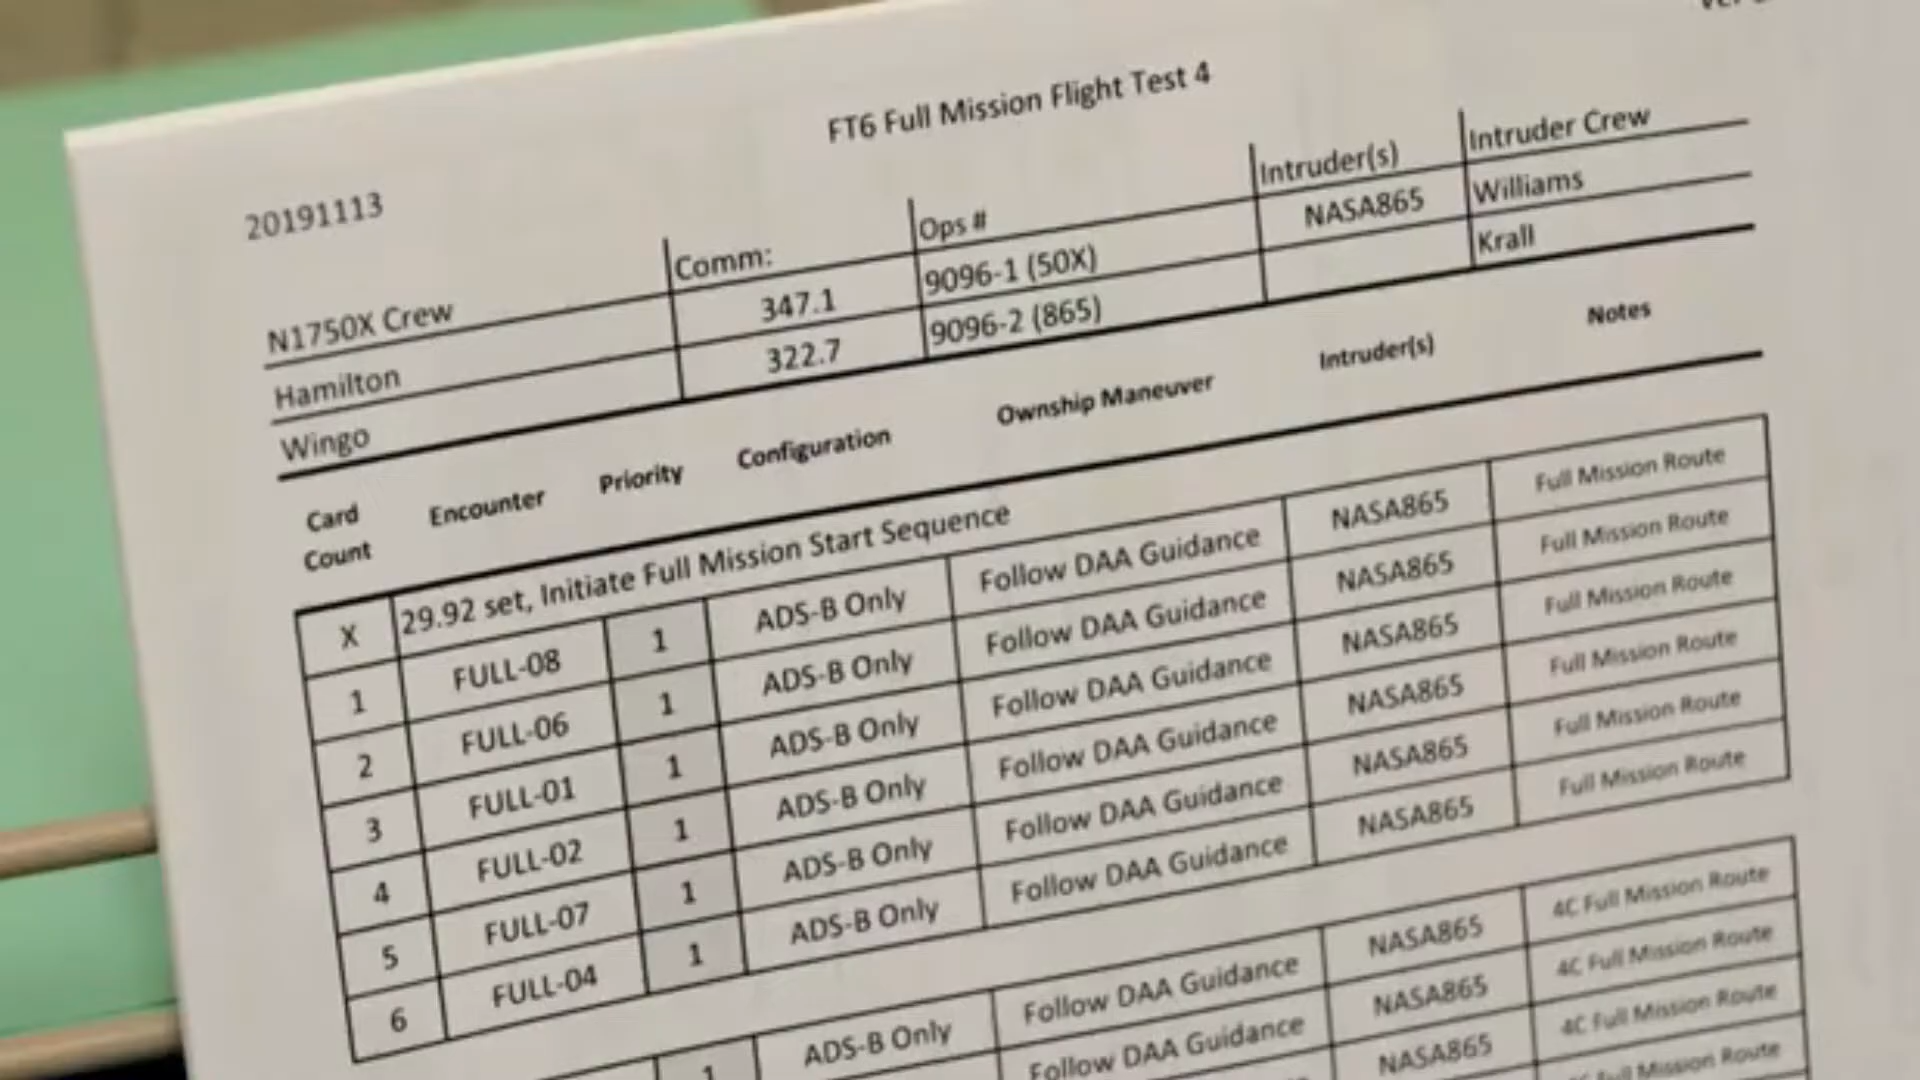 FT6 Full Mission Flight Test 4
20191113
N1750X Crew Comm: Ops # Intruder(s) Intruder Crew
Hamilton 347.1 9096-1 (50X) NASA865 Williams
Wingo 322.7 9096-2 (865) Krall
Card Count Encounter Priority Configuration Ownship Maneuver Intruder(s) Notes
X 29.92 set, Initiate Full Mission Start Sequence
1 FULL-08 1 ADS-B Only Follow DAA Guidance NASA865 Full Mission Route
2 FULL-06 1 ADS-B Only Follow DAA Guidance NASA865 Full Mission Route
3 FULL-01 1 ADS-B Only Follow DAA Guidance NASA865 Full Mission Route
4 FULL-02 1 ADS-B Only Follow DAA Guidance NASA865 Full Mission Route
5 FULL-07 1 ADS-B Only Follow DAA Guidance NASA865 Full Mission Route
6 FULL-04 1 ADS-B Only Follow DAA Guidance NASA865 Full Mission Route
1 ADS-B Only Follow DAA Guidance NASA865 4C Full Mission Route
Follow DAA Guidance NASA865 4C Full Mission Route
NASA865 4C Full Mission Route
Full Mission Route